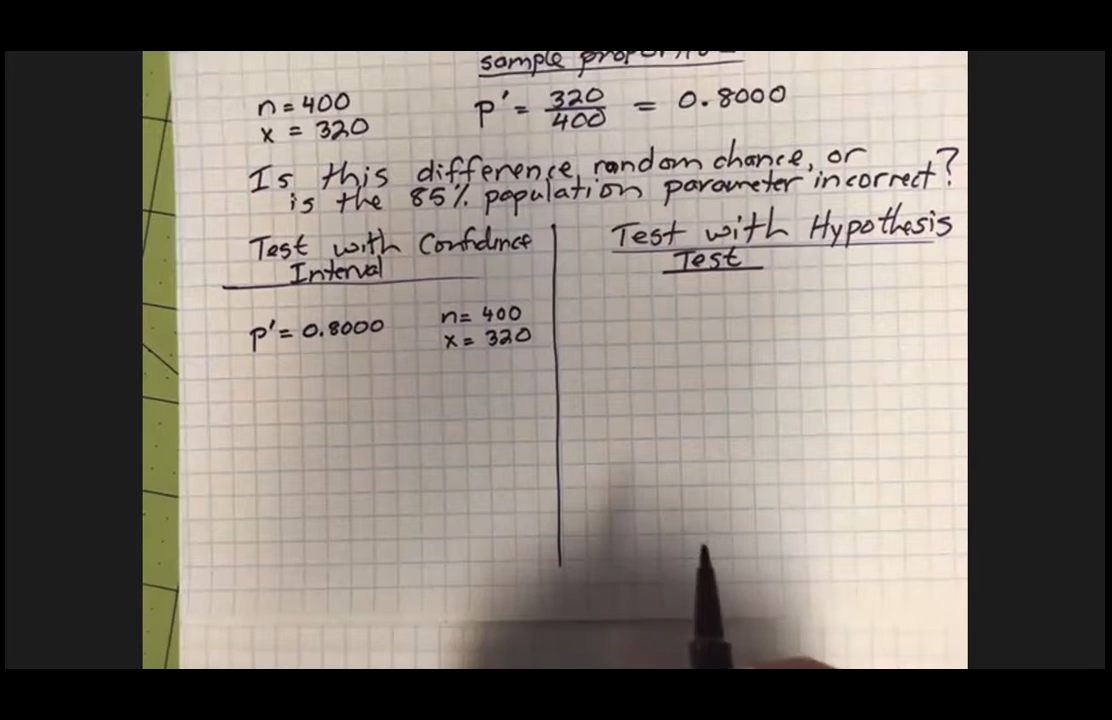 sample
n = 400
x = 320
p' = 320/400 = 0.8000
Is this difference random chance, or
is the 85% population parameter incorrect?
Test with Confidence
Interval
p' = 0.8000
n = 400
x = 320
Test with Hypothesis
Test